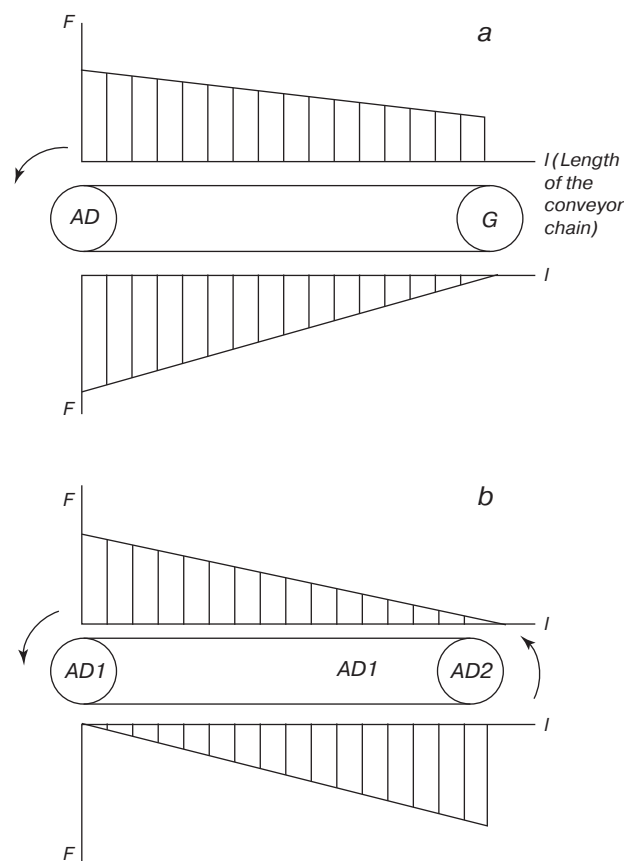 F
a
l (Length
of the
conveyor
chain)
AD
G
l
F
F
b
l
AD1
AD1
AD2
l
F